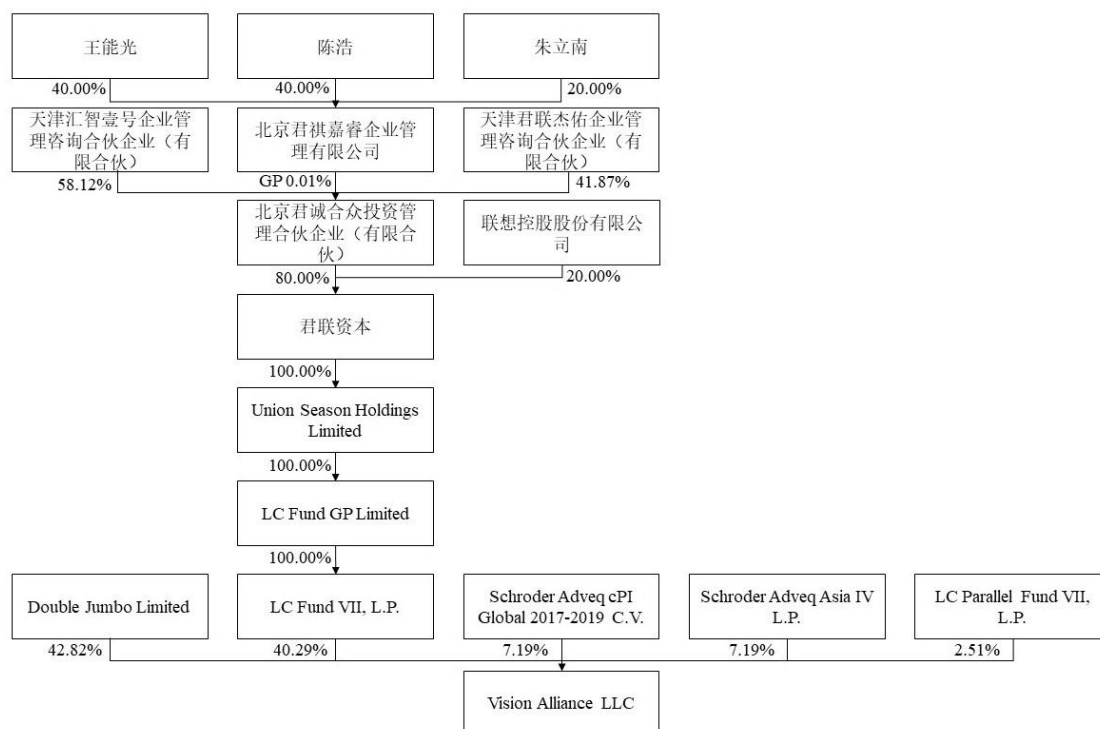 王能光
陈浩
朱立南
40.00%
40.00%
20.00%
天津汇智壹号企业管
理咨询合伙企业（有
限合伙）
北京君祺嘉睿企业管
理有限公司
天津君联杰佑企业管
理咨询合伙企业（有
限合伙）
58.12%
GP 0.01%
41.87%
北京君诚合众投资管
理合伙企业（有限合
伙）
联想控股股份有限公
司
80.00%
20.00%
君联资本
100.00%
Union Season Holdings
Limited
100.00%
LC Fund GP Limited
100.00%
Double Jumbo Limited
LC Fund VII, L.P.
Schroder Adveq cPI
Global 2017-2019 C.V.
Schroder Adveq Asia IV
L.P.
LC Parallel Fund VII,
L.P.
42.82%
40.29%
7.19%
7.19%
2.51%
Vision Alliance LLC